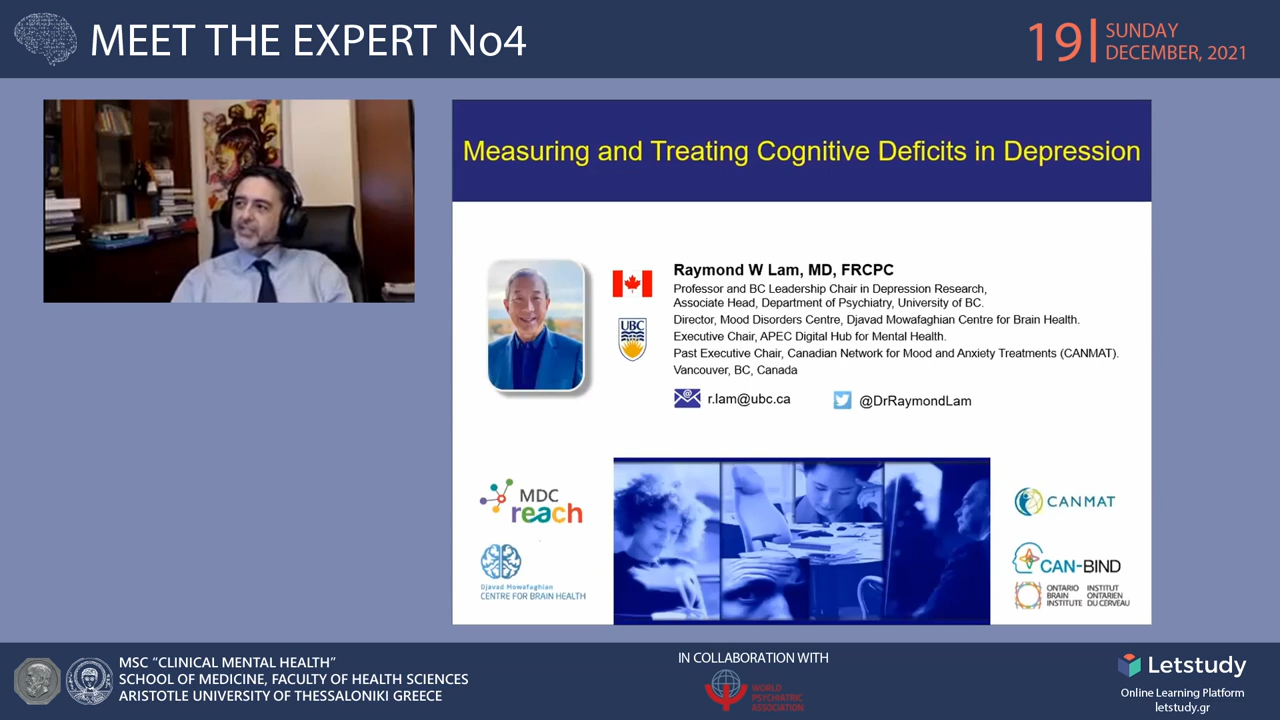 MEET THE EXPERT No4
19
SUNDAY
DECEMBER, 2021
Measuring and Treating Cognitive Deficits in Depression
Raymond W Lam, MD, FRCPC
Professor and BC Leadership Chair in Depression Research,
Associate Head, Department of Psychiatry, University of BC.
Director, Mood Disorders Centre, Djavad Mowafaghian Centre for Brain Health.
Executive Chair, APEC Digital Hub for Mental Health.
Past Executive Chair, Canadian Network for Mood and Anxiety Treatments (CANMAT).
Vancouver, BC, Canada
r.lam@ubc.ca
@DrRaymondLam
UBC
MDC
reach
Djavad Mowafaghian
CENTRE FOR BRAIN HEALTH
CANMAT
CAN-BIND
ONTARIO BRAIN INSTITUTE
INSTITUT ONTARIEN DU CERVEAU
MSC “CLINICAL MENTAL HEALTH”
SCHOOL OF MEDICINE, FACULTY OF HEALTH SCIENCES
ARISTOTLE UNIVERSITY OF THESSALONIKI GREECE
IN COLLABORATION WITH
WORLD
PSYCHIATRIC
ASSOCIATION
Letstudy
Online Learning Platform
letstudy.gr